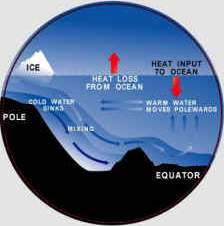 ICE
HEAT INPUT
TO OCEAN
HEAT LOSS
FROM OCEAN
COLD WATER
SINKS
WARM WATER
MOVES POLEWARDS
POLE
MIXING
EQUATOR